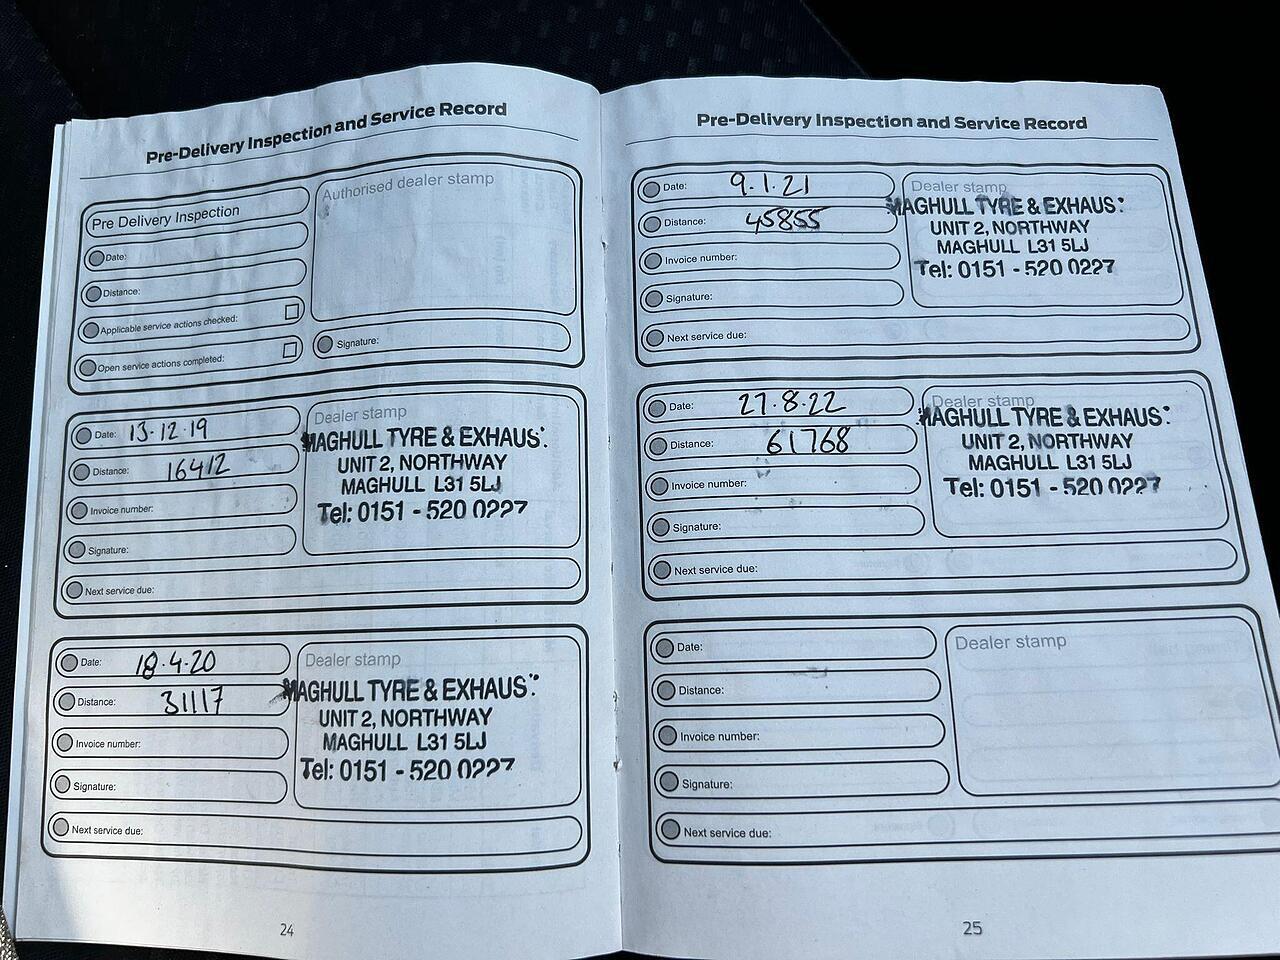 Pre-Delivery Inspection and Service Record
Pre Delivery Inspection
Date:
Distance:
Applicable service actions checked:
Open service actions completed:
Authorised dealer stamp
Signature:
Date: 13.12.19
Distance: 16412
Invoice number:
Signature:
Next service due:
Dealer stamp
MAGHULL TYRE & EXHAUS
UNIT 2, NORTHWAY
MAGHULL L31 5LJ
Tel: 0151 - 520 0227
Date: 18.4.20
Distance: 31117
Invoice number:
Signature:
Next service due:
Dealer stamp
MAGHULL TYRE & EXHAUS
UNIT 2, NORTHWAY
MAGHULL L31 5LJ
Tel: 0151 - 520 0227
24
Pre-Delivery Inspection and Service Record
Date: 9.1.21
Distance: 45855
Invoice number:
Signature:
Next service due:
Dealer stamp
MAGHULL TYRE & EXHAUS
UNIT 2, NORTHWAY
MAGHULL L31 5LJ
Tel: 0151 - 520 0227
Date: 27.8.22
Distance: 61768
Invoice number:
Signature:
Next service due:
Dealer stamp
MAGHULL TYRE & EXHAUS
UNIT 2, NORTHWAY
MAGHULL L31 5LJ
Tel: 0151 - 520 0227
Date:
Distance:
Invoice number:
Signature:
Next service due:
Dealer stamp
25